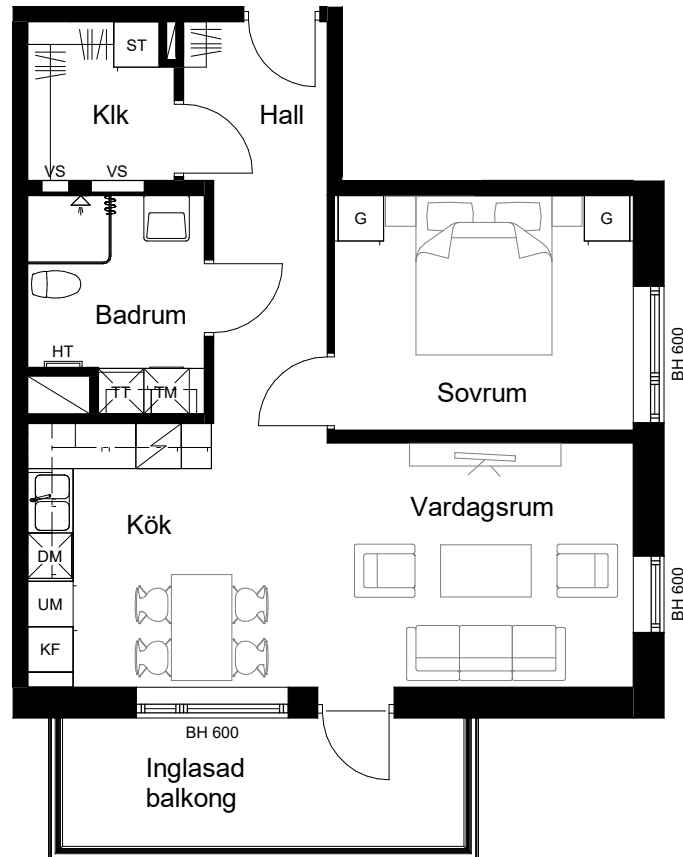 ST
Klk
Hall
VS
VS
G
G
Badrum
HT
BH 600
TT
TM
Sovrum
Vardagsrum
Kök
DM
UM
BH 600
KF
BH 600
Inglasad
balkong